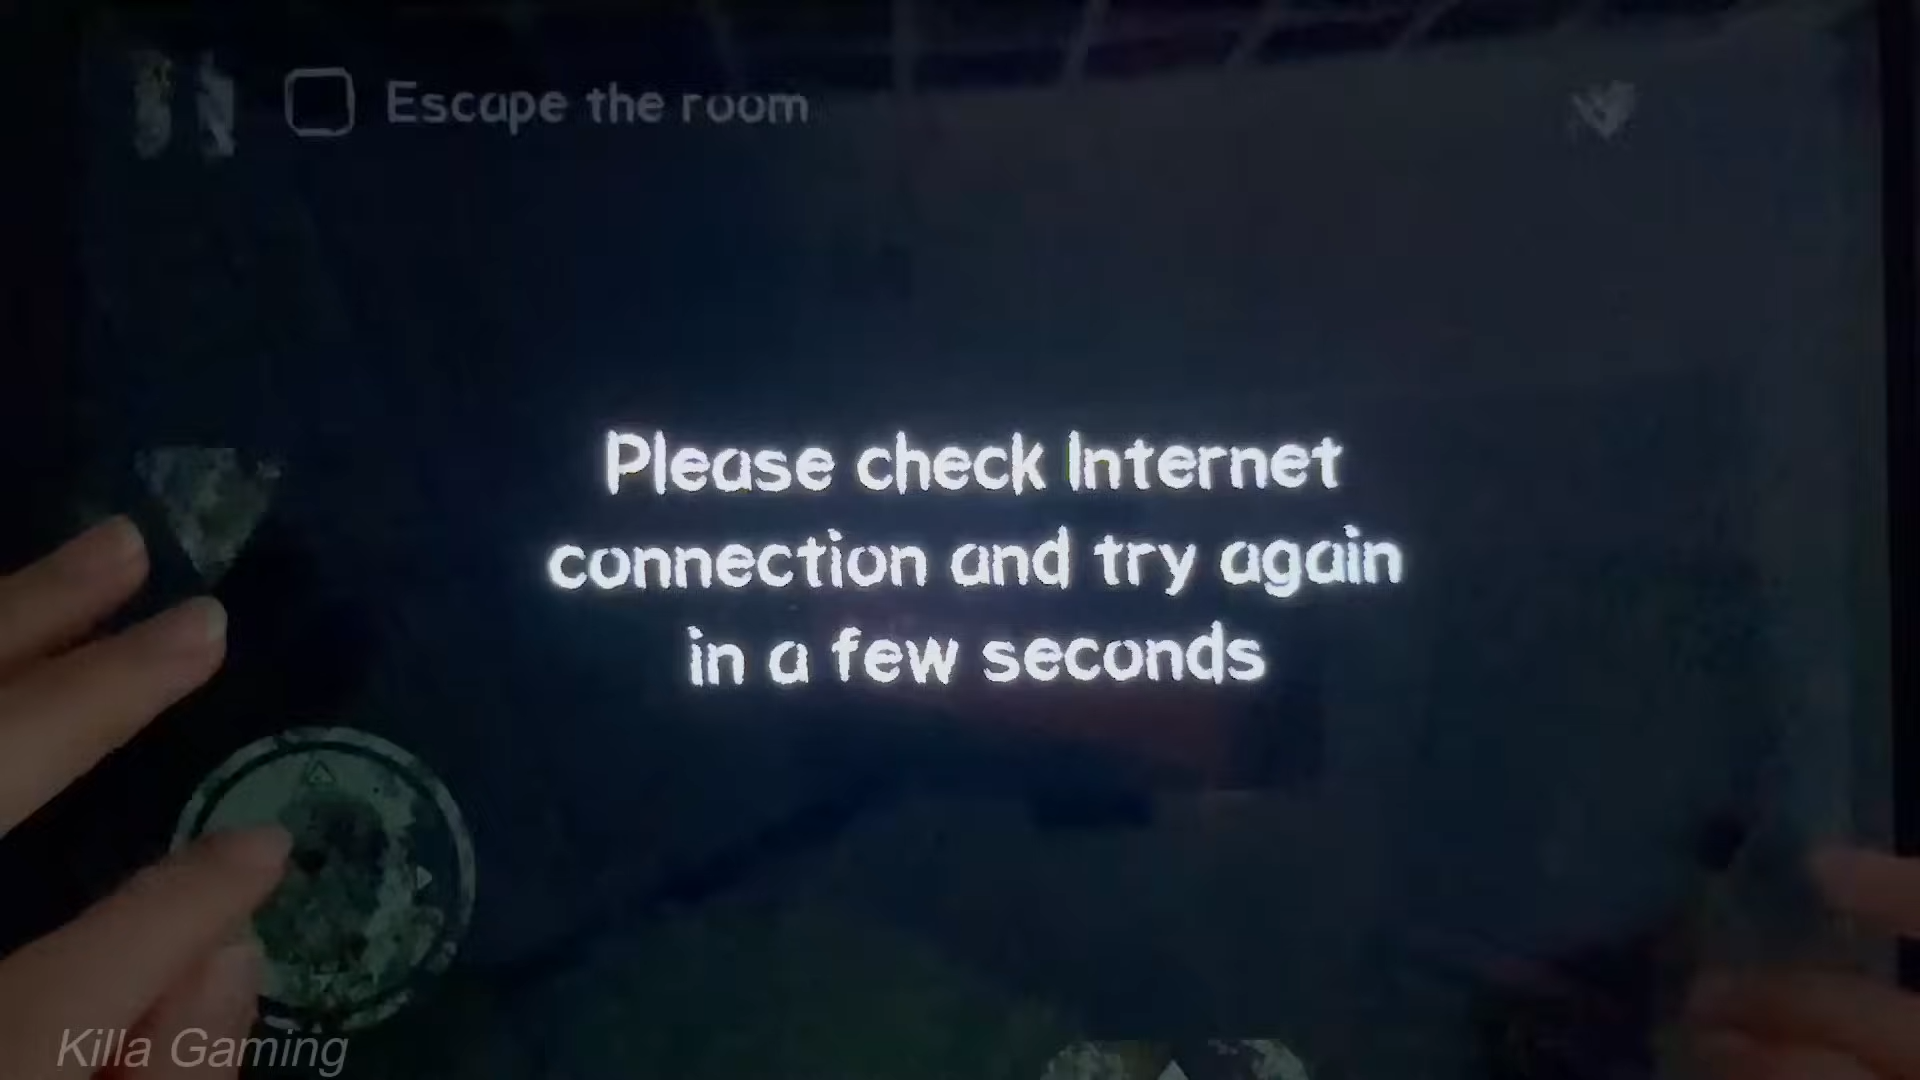 Escape the room
Please check Internet
connection and try again
in a few seconds
Killa Gaming